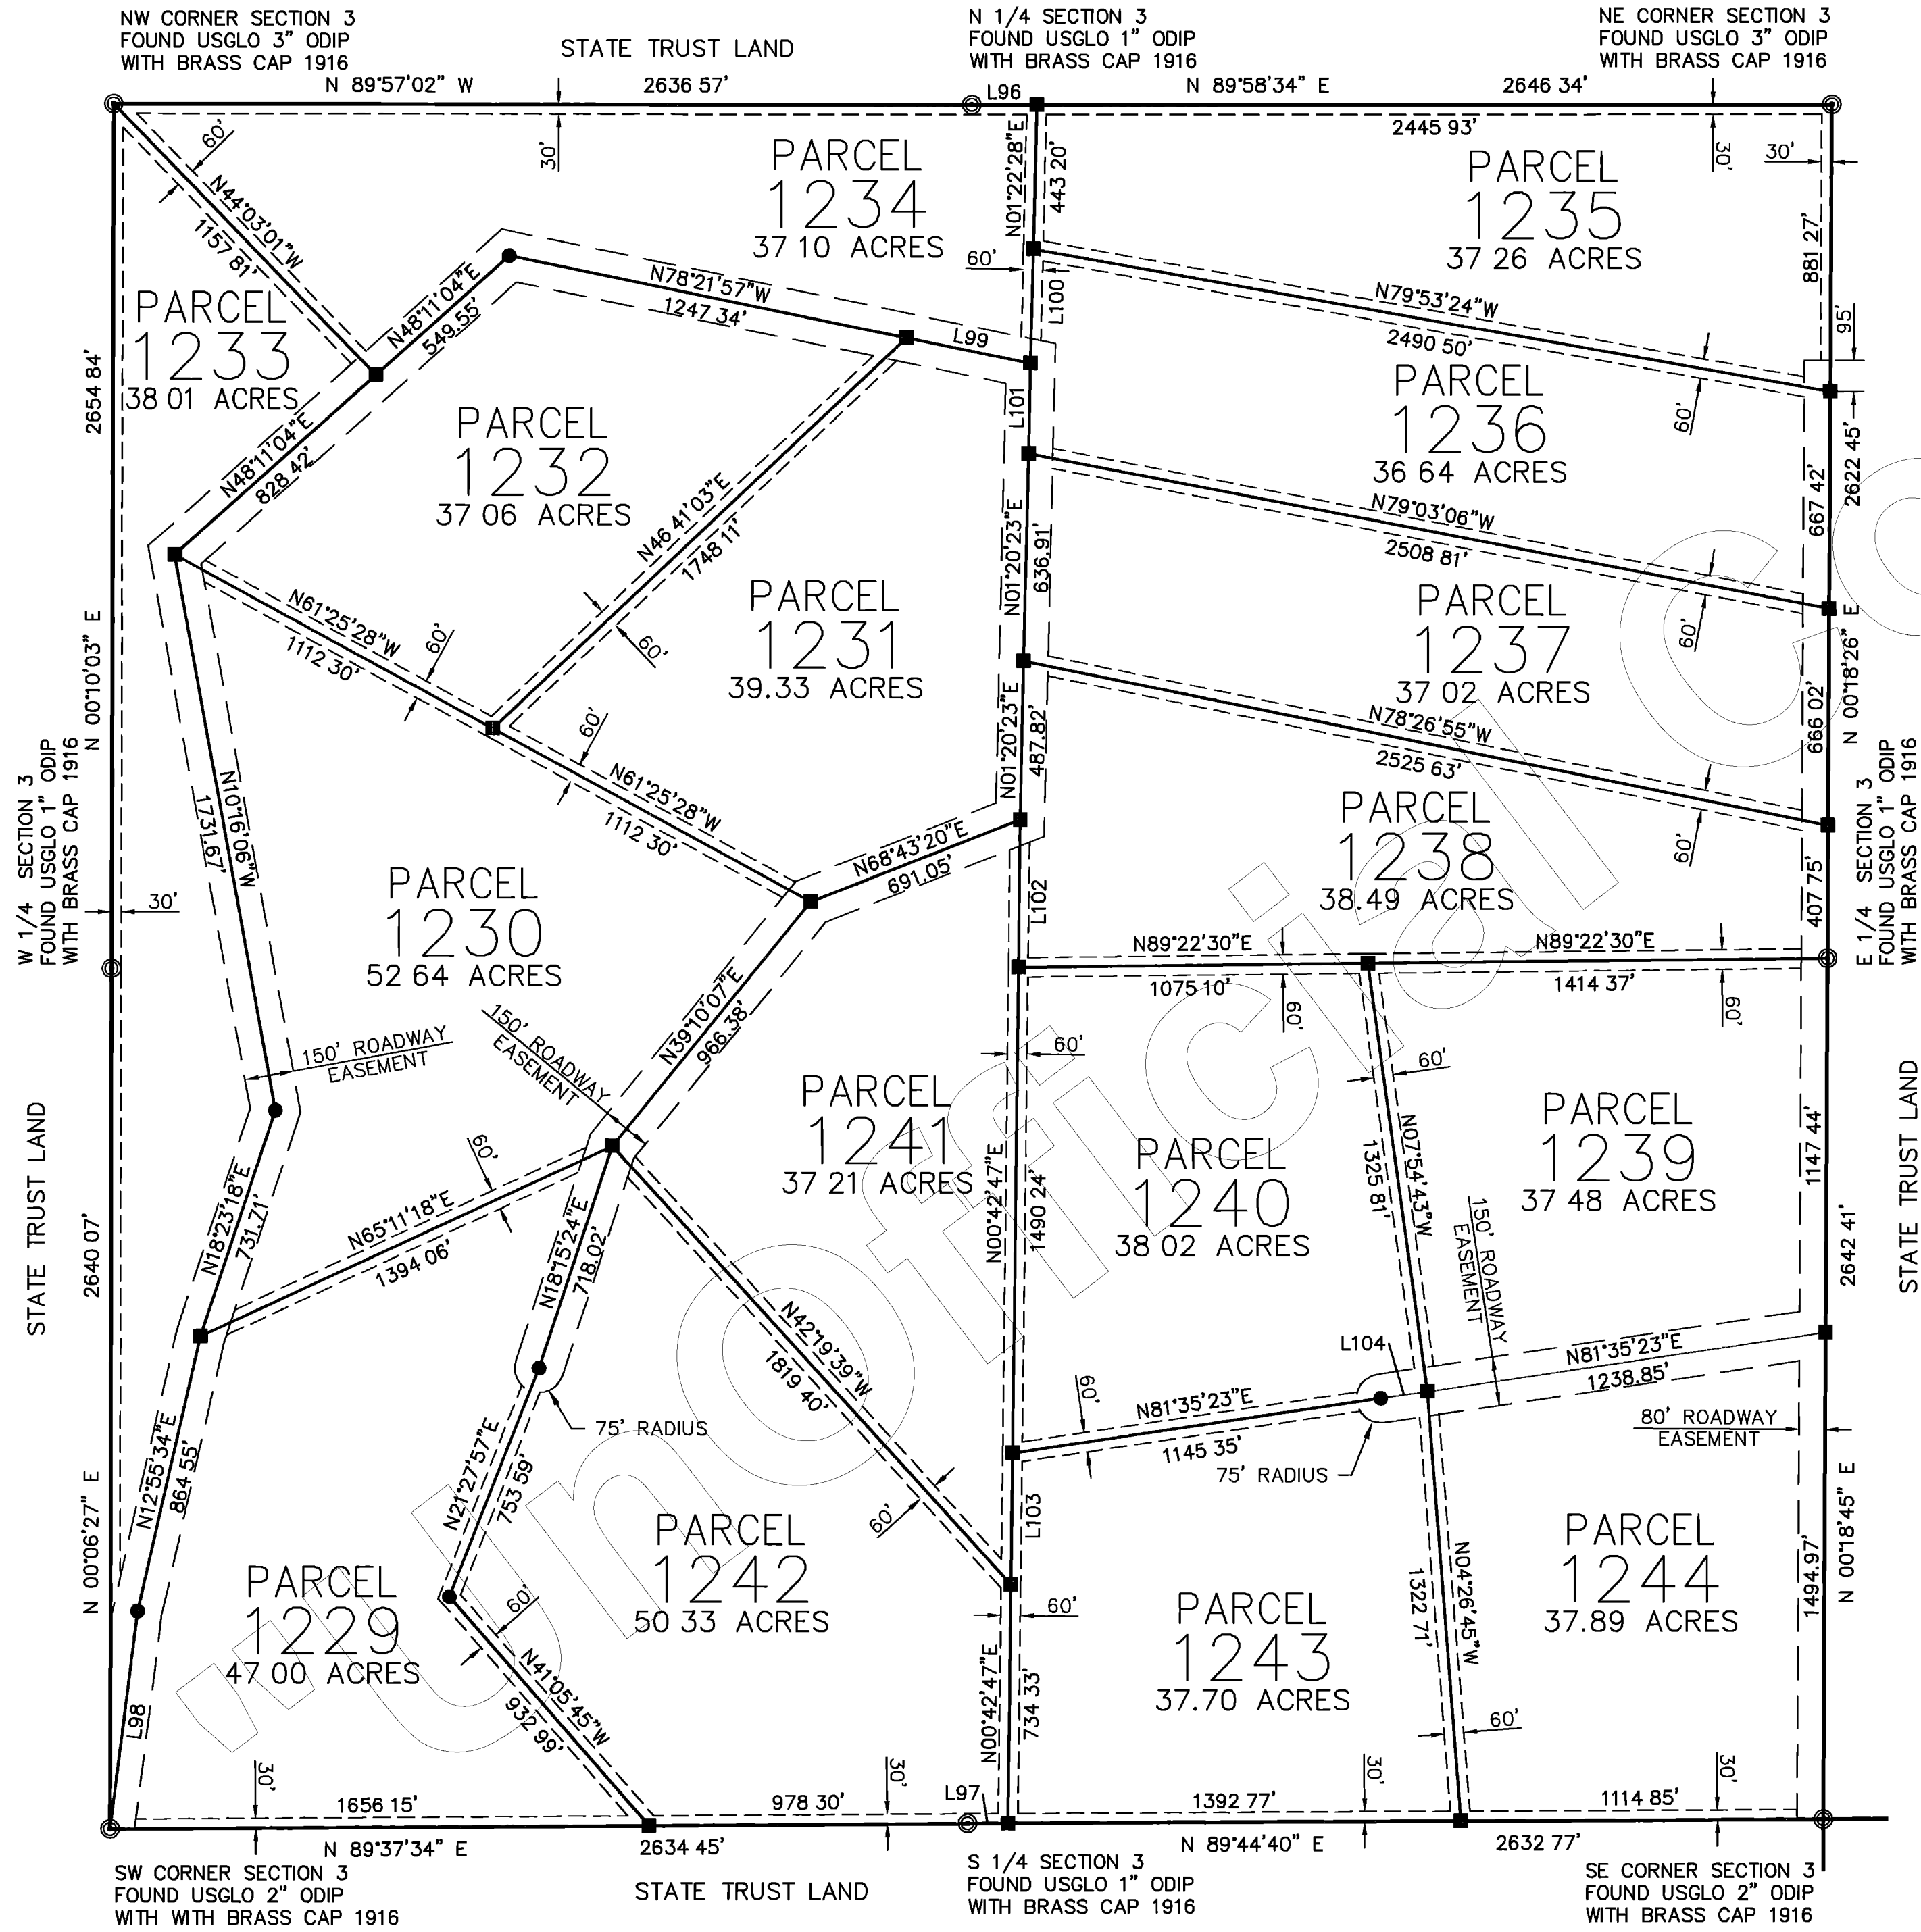 NW CORNER SECTION 3
FOUND USGLO 3" ODIP
WITH BRASS CAP 1916
STATE TRUST LAND
N 1/4 SECTION 3
FOUND USGLO 1" ODIP
WITH BRASS CAP 1916
NE CORNER SECTION 3
FOUND USGLO 3" ODIP
WITH BRASS CAP 1916
N 89°57'02" W
2636 57'
L96
N 89°58'34" E
2646 34'
2445 93'
30'
30'
30'
60'
N44°03'01"W
1157 81'
PARCEL
1234
37 10 ACRES
N01°22'28"E
443 20'
PARCEL
1235
37 26 ACRES
881 27'
95'
PARCEL
1233
38 01 ACRES
N48°11'04"E
549.55'
N78°21'57"W
1247 34'
L99
60'
L100
N79°53'24"W
2490 50'
60'
2654 84'
N48°11'04"E
828 42'
PARCEL
1232
37 06 ACRES
N46 41'03"E
1748 11'
L101
PARCEL
1236
36 64 ACRES
667 42'
2622 45'
N79°03'06"W
2508 81'
60'
N01°20'23"E
636.91'
N61°25'28"W
1112 30'
60'
60'
PARCEL
1231
39.33 ACRES
PARCEL
1237
37 02 ACRES
666 02'
N 00°18'26" E
N 00°10'03" E
60'
N61°25'28"W
1112 30'
N01°20'23"E
487.82'
N78°26'55"W
2525 63'
60'
W 1/4 SECTION 3
FOUND USGLO 1" ODIP
WITH BRASS CAP 1916
E 1/4 SECTION 3
FOUND USGLO 1" ODIP
WITH BRASS CAP 1916
N10°16'06"W
1731.67'
PARCEL
1230
52 64 ACRES
30'
N68°43'20"E
691.05'
L102
PARCEL
1238
38.49 ACRES
407 75'
N89°22'30"E
1075 10'
60'
N89°22'30"E
1414 37'
60'
N39°10'07"E
966.38'
150' ROADWAY
EASEMENT
150' ROADWAY
EASEMENT
60'
60'
PARCEL
1241
37 21 ACRES
N00°42'47"E
1490 24'
PARCEL
1240
38 02 ACRES
N07°54'43"W
1325 81'
PARCEL
1239
37 48 ACRES
1147 44'
STATE TRUST LAND
STATE TRUST LAND
2640 07'
2642 41'
N18°23'18"E
731.71'
60'
N65°11'18"E
1394 06'
N18°15'24"E
718.02'
N42°19'39"W
1819 40'
60'
150' ROADWAY
EASEMENT
L104
N81°35'23"E
1238.85'
60'
N81°35'23"E
1145 35'
75' RADIUS
80' ROADWAY
EASEMENT
75' RADIUS
N12°55'34"E
864 55'
N21°27'57"E
753 59'
L103
N 00°06'27" E
N 00°18'45" E
1494.97'
PARCEL
1229
47 00 ACRES
60'
PARCEL
1242
50 33 ACRES
60'
PARCEL
1243
37.70 ACRES
N04°26'45"W
1322 71'
PARCEL
1244
37.89 ACRES
L98
N41°05'45"W
932 99'
N00°42'47"E
734 33'
60'
30'
30'
30'
30'
1656 15'
978 30'
L97
1392 77'
1114 85'
N 89°37'34" E
2634 45'
N 89°44'40" E
2632 77'
SW CORNER SECTION 3
FOUND USGLO 2" ODIP
WITH WITH BRASS CAP 1916
STATE TRUST LAND
S 1/4 SECTION 3
FOUND USGLO 1" ODIP
WITH BRASS CAP 1916
SE CORNER SECTION 3
FOUND USGLO 2" ODIP
WITH BRASS CAP 1916
"Unofficial Co